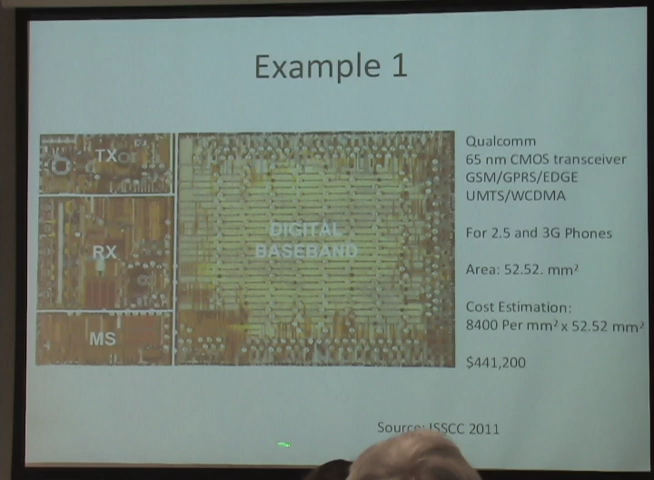 Example 1
TX
RX
MS
DIGITAL
BASEBAND
Qualcomm
65 nm CMOS transceiver
GSM/GPRS/EDGE
UMTS/WCDMA
For 2.5 and 3G Phones
Area: 52.52. mm²
Cost Estimation:
8400 Per mm² x 52.52 mm²
$441,200
Source: ISSCC 2011